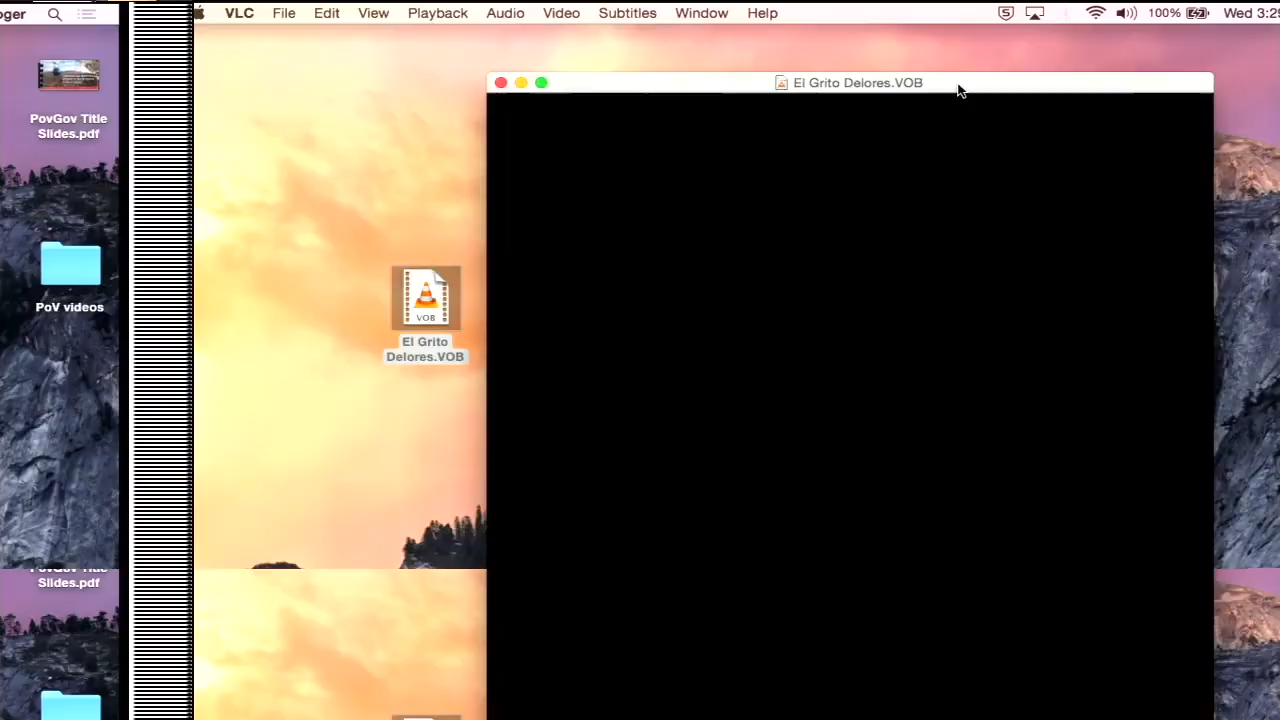 oger
VLC File Edit View Playback Audio Video Subtitles Window Help
100%
Wed 3:29
El Grito Delores.VOB
PovGov Title
Slides.pdf
PoV videos
VOB
El Grito
Delores.VOB
Slides.pdf